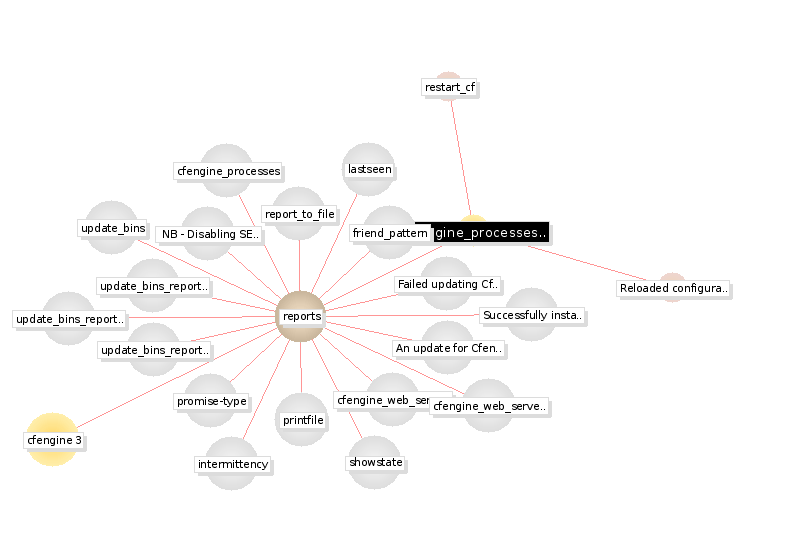 restart_cf
cfengine_processes
lastseen
report_to_file
update_bins
NB - Disabling SE..
friend_pattern
gine_processes..
update_bins_report..
Failed updating Cf..
Reloaded configura..
update_bins_report..
reports
Successfully insta..
update_bins_report..
An update for Cfen..
promise-type
cfengine_web_ser
cfengine_web_serve..
printfile
cfengine 3
intermittency
showstate